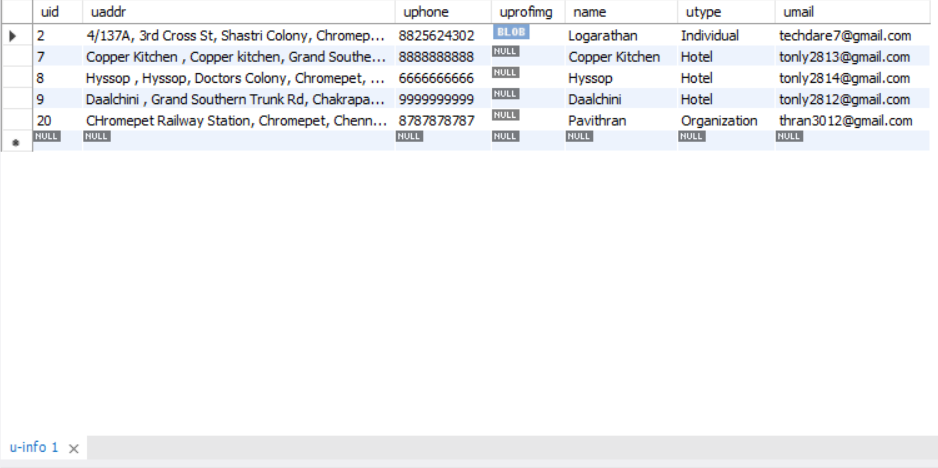 uid uaddr uphone uprofimg name utype umail
2 4/137A, 3rd Cross St, Shastri Colony, Chromep... 8825624302 BLOB Logarathan Individual techdare7@gmail.com
7 Copper Kitchen , Copper kitchen, Grand Southe... 8888888888 NULL Copper Kitchen Hotel tonly2813@gmail.com
8 Hyssop , Hyssop, Doctors Colony, Chromepet, ... 6666666666 NULL Hyssop Hotel tonly2814@gmail.com
9 Daalchini , Grand Southern Trunk Rd, Chakrapa... 9999999999 NULL Daalchini Hotel tonly2812@gmail.com
20 CHromepet Railway Station, Chromepet, Chenn... 8787878787 NULL Pavithran Organization thran3012@gmail.com
NULL NULL NULL NULL NULL NULL NULL
u-info 1